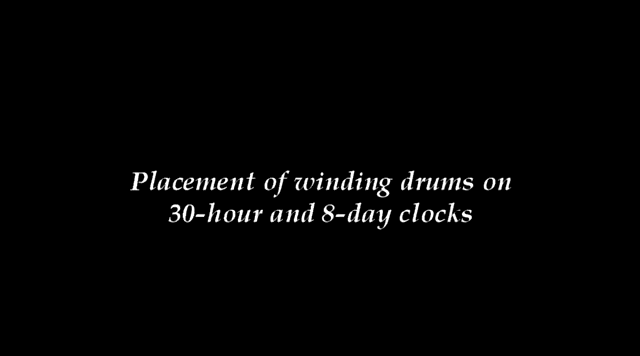 Placement of winding drums on
30-hour and 8-day clocks